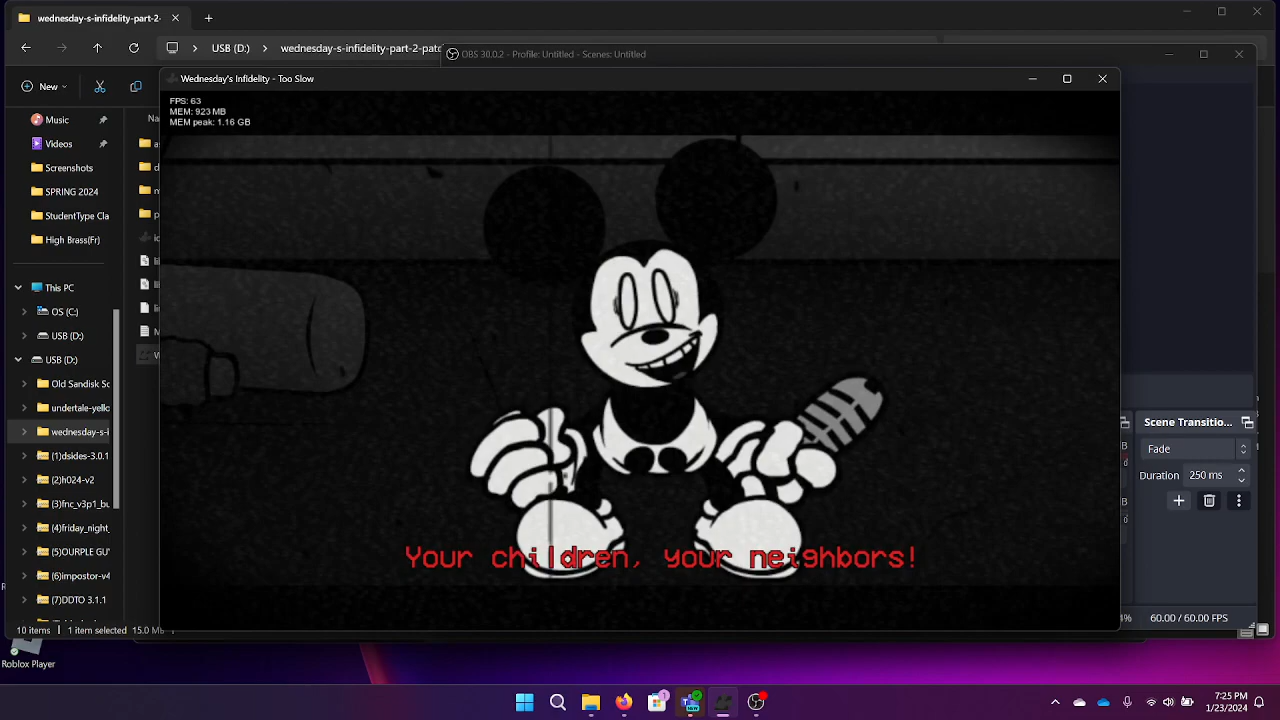 wednesday-s-infidelity-part-2-
USB (D:)
wednesday-s-infidelity-part-2-patc
OBS 30.0.2 - Profile: Untitled - Scenes: Untitled
New
Wednesday's Infidelity - Too Slow
FPS: 63
MEM: 923 MB
MEM peak: 1.16 GB
Music
Videos
Screenshots
SPRING 2024
StudentType Cla
High Brass(Fr)
This PC
OS (C:)
USB (D:)
USB (D:)
Old Sandisk Sc
undertale-yello
wednesday-s-i
(1)dsides-3.0.1
(2)h024-v2
(3)fnc_v3p1_bu
(4)friday_night_
(5)OURPLE GUY
(6)impostor-v4
(7)DDTO 3.1.1
Your children, your neighbors!
Scene Transitio...
Fade
Duration 250 ms
60.00 / 60.00 FPS
10 items
1 item selected 15.0 M
Roblox Player
NEW
7:25 PM
1/23/2024